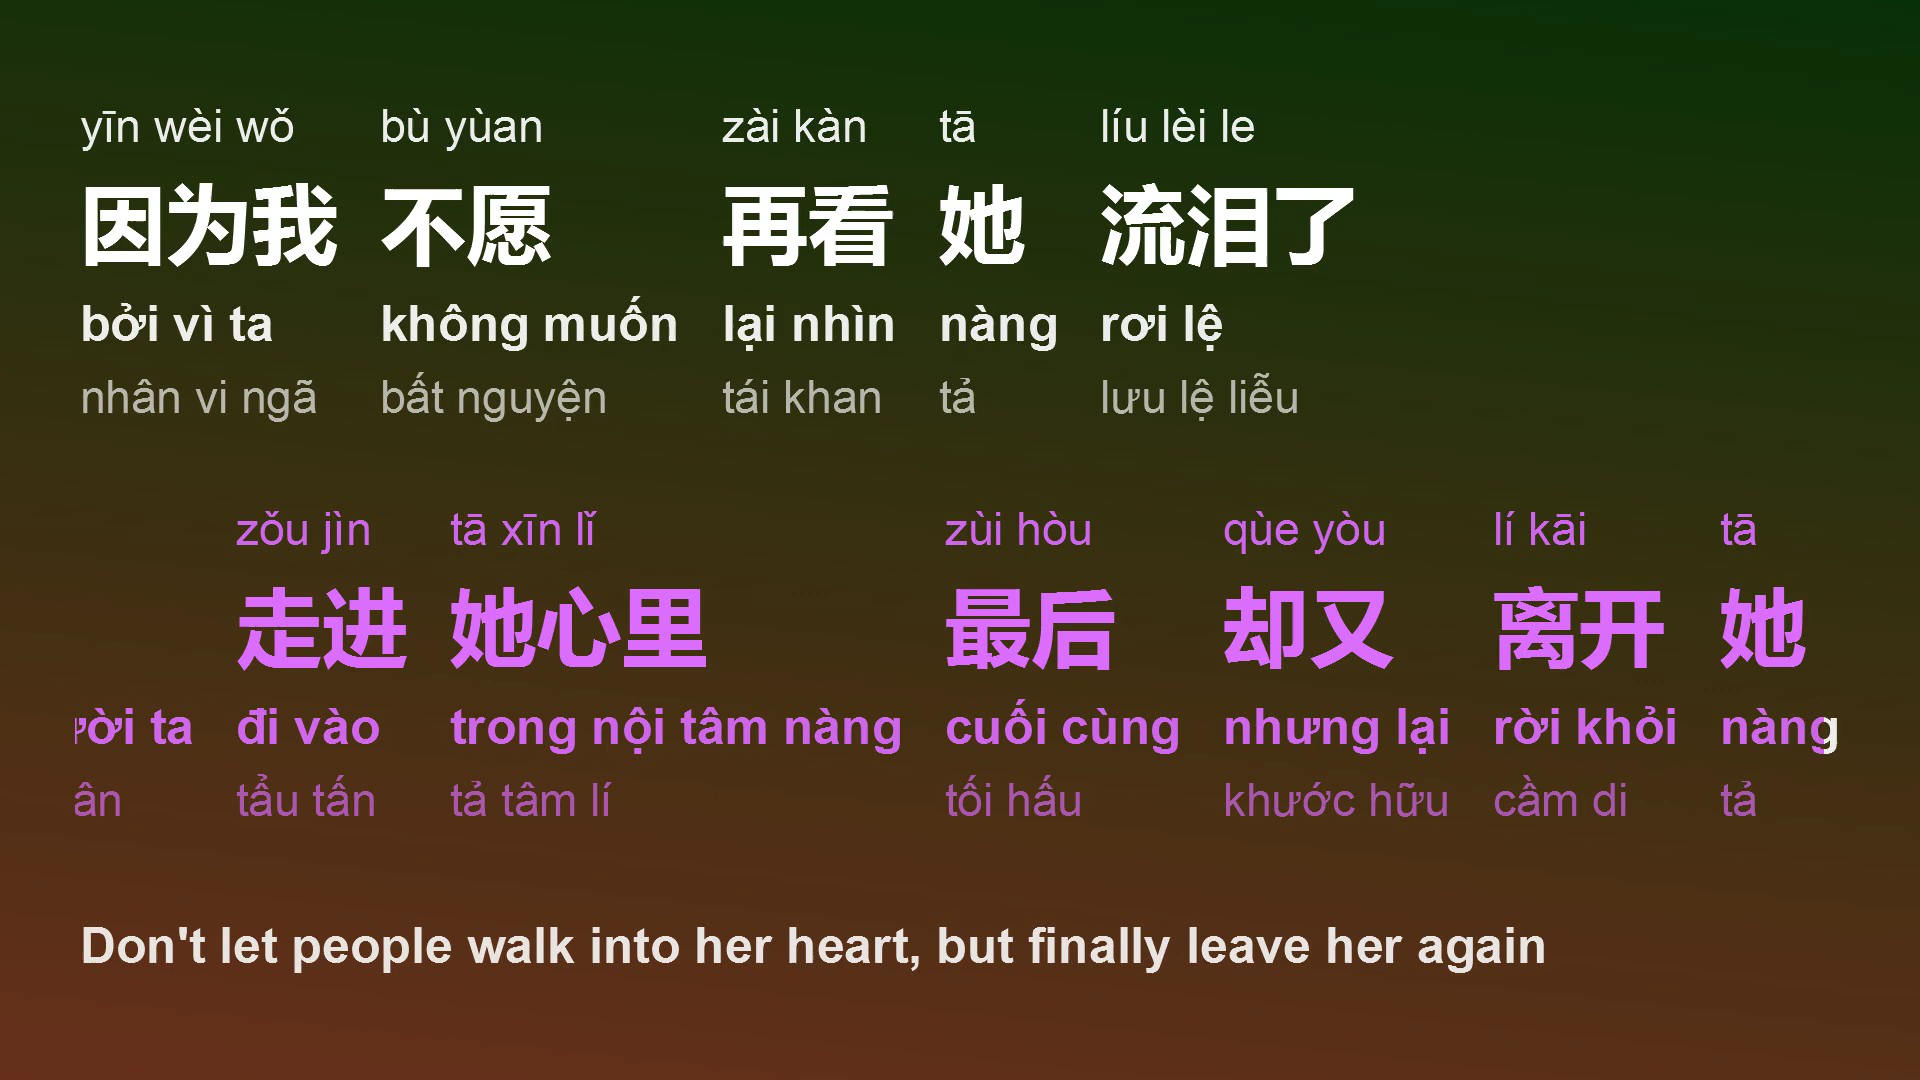 yīn wèi wǒ bù yùan zài kàn tā líu lèi le
因为我 不愿 再看 她 流泪了
bởi vì ta không muốn lại nhìn nàng rơi lệ
nhân vi ngã bất nguyện tái khan tả lưu lệ liễu
zǒu jìn tā xīn lǐ zùi hòu qùe yòu lí kāi tā
走进 她心里 最后 却又 离开 她
ta đi vào trong nội tâm nàng cuối cùng nhưng lại rời khỏi nàng
tẩu tấn tả tâm lí tối hấu khước hữu cầm di tả
Don't let people walk into her heart, but finally leave her again